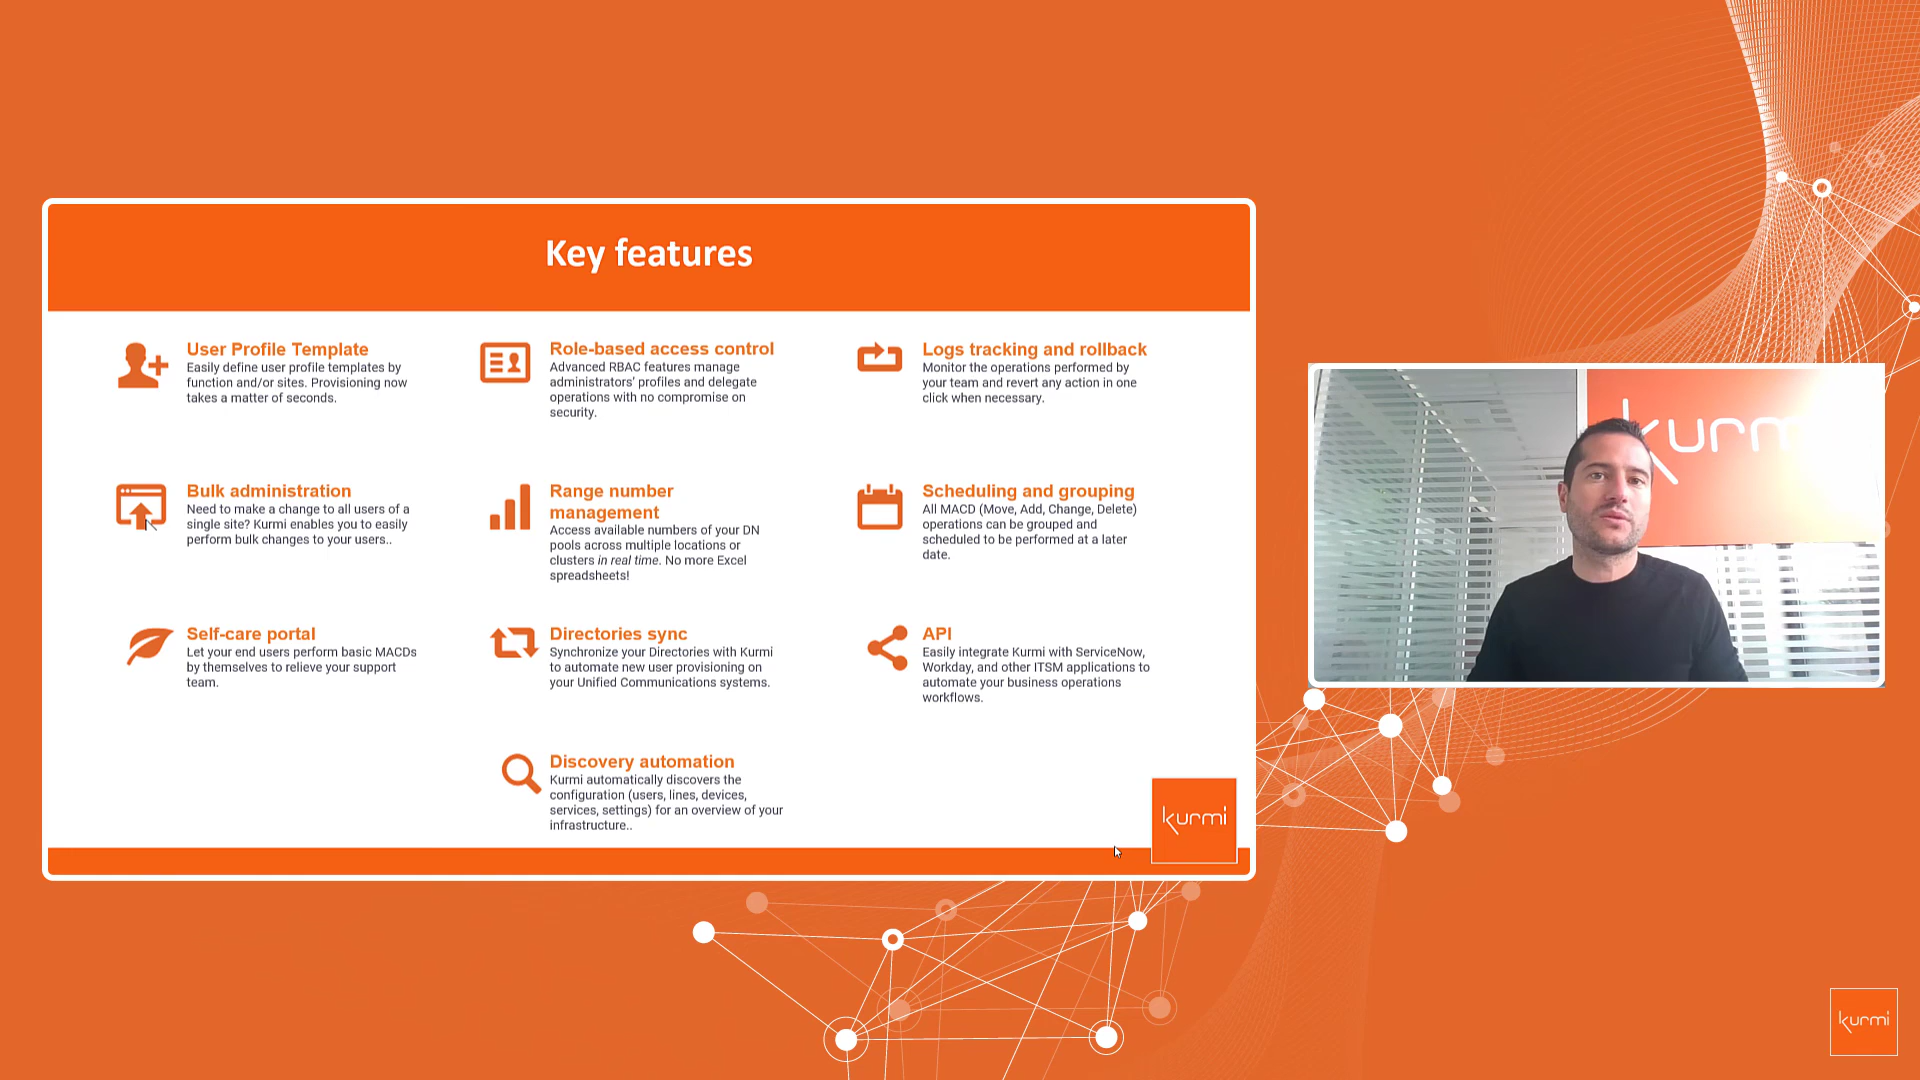 Key features
User Profile Template
Easily define user profile templates by
function and/or sites. Provisioning now
takes a matter of seconds.
Role-based access control
Advanced RBAC features manage
administrators' profiles and delegate
operations with no compromise on
security.
Logs tracking and rollback
Monitor the operations performed by
your team and revert any action in one
click when necessary.
Bulk administration
Need to make a change to all users of a
single site? Kurmi enables you to easily
perform bulk changes to your users..
Range number
management
Access available numbers of your DN
pools across multiple locations or
clusters in real time. No more Excel
spreadsheets!
Scheduling and grouping
All MACD (Move, Add, Change, Delete)
operations can be grouped and
scheduled to be performed at a later
date.
Self-care portal
Let your end users perform basic MACDs
by themselves to relieve your support
team.
Directories sync
Synchronize your Directories with Kurmi
to automate new user provisioning on
your Unified Communications systems.
API
Easily integrate Kurmi with ServiceNow,
Workday, and other ITSM applications to
automate your business operations
workflows.
Discovery automation
Kurmi automatically discovers the
configuration (users, lines, devices,
services, settings) for an overview of your
infrastructure..
kurmi
kurm
kurmi